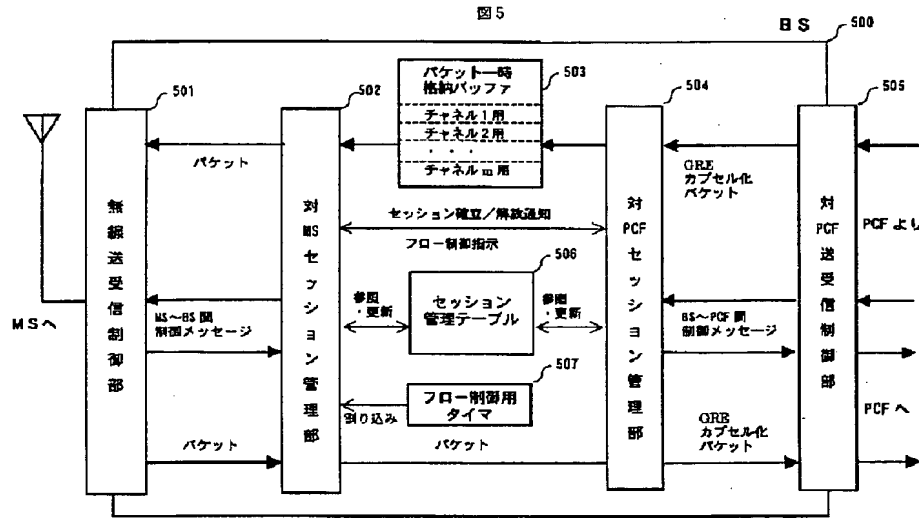 図5
BS
500
501
502
503
504
505
パケット一時
格納バッファ
チャネル1用
チャネル2用
・・・
チャネルm用
パケット
GRE
カプセル化
パケット
無線送受信制御部
対MSセッション管理部
対PCFセッション管理部
対PCF送受信制御部
PCFより
セッション確立/解放通知
フロー制御指示
506
MSへ
MS～BS間
制御メッセージ
参照
・更新
セッション
管理テーブル
参照
・更新
BS～PCF間
制御メッセージ
507
フロー制御用
タイマ
割り込み
PCFへ
パケット
パケット
GRE
カプセル化
パケット